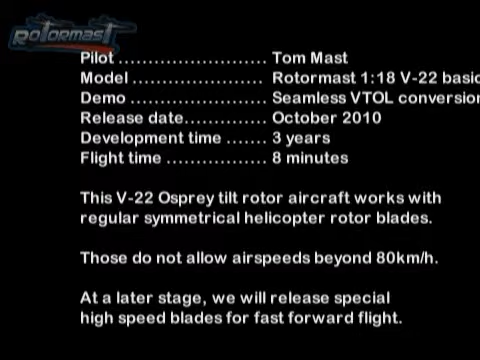 Rotormast
Pilot ......................... Tom Mast
Model ...................... Rotormast 1:18 V-22 basic
Demo ....................... Seamless VTOL conversion
Release date.............. October 2010
Development time ....... 3 years
Flight time ................. 8 minutes
This V-22 Osprey tilt rotor aircraft works with
regular symmetrical helicopter rotor blades.
Those do not allow airspeeds beyond 80km/h.
At a later stage, we will release special
high speed blades for fast forward flight.